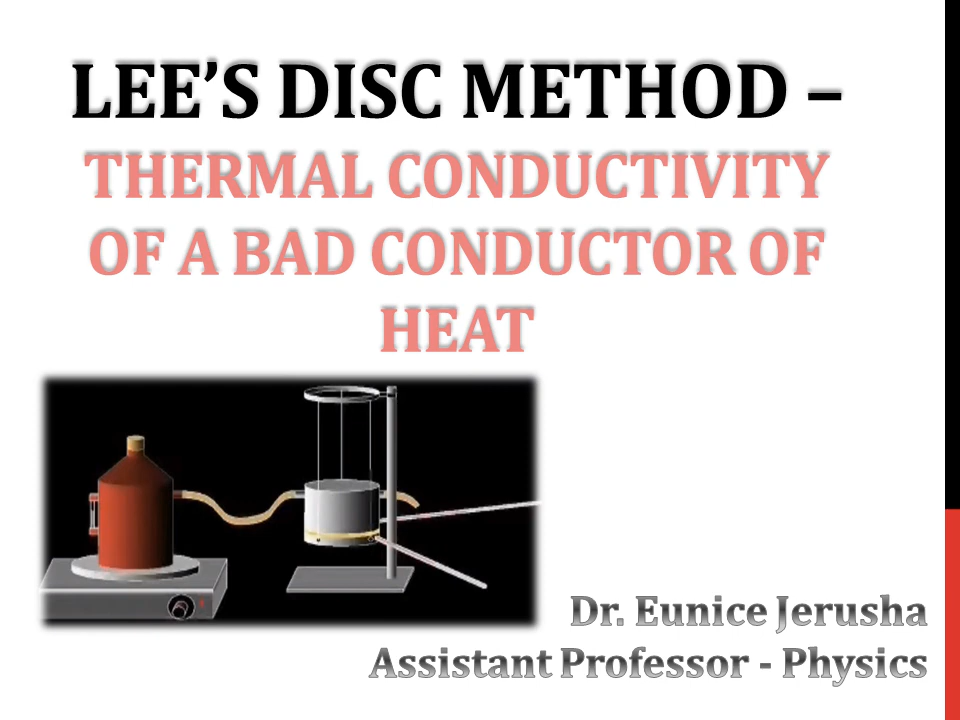 LEE’S DISC METHOD –
THERMAL CONDUCTIVITY
OF A BAD CONDUCTOR OF
HEAT
Dr. Eunice Jerusha
Assistant Professor - Physics